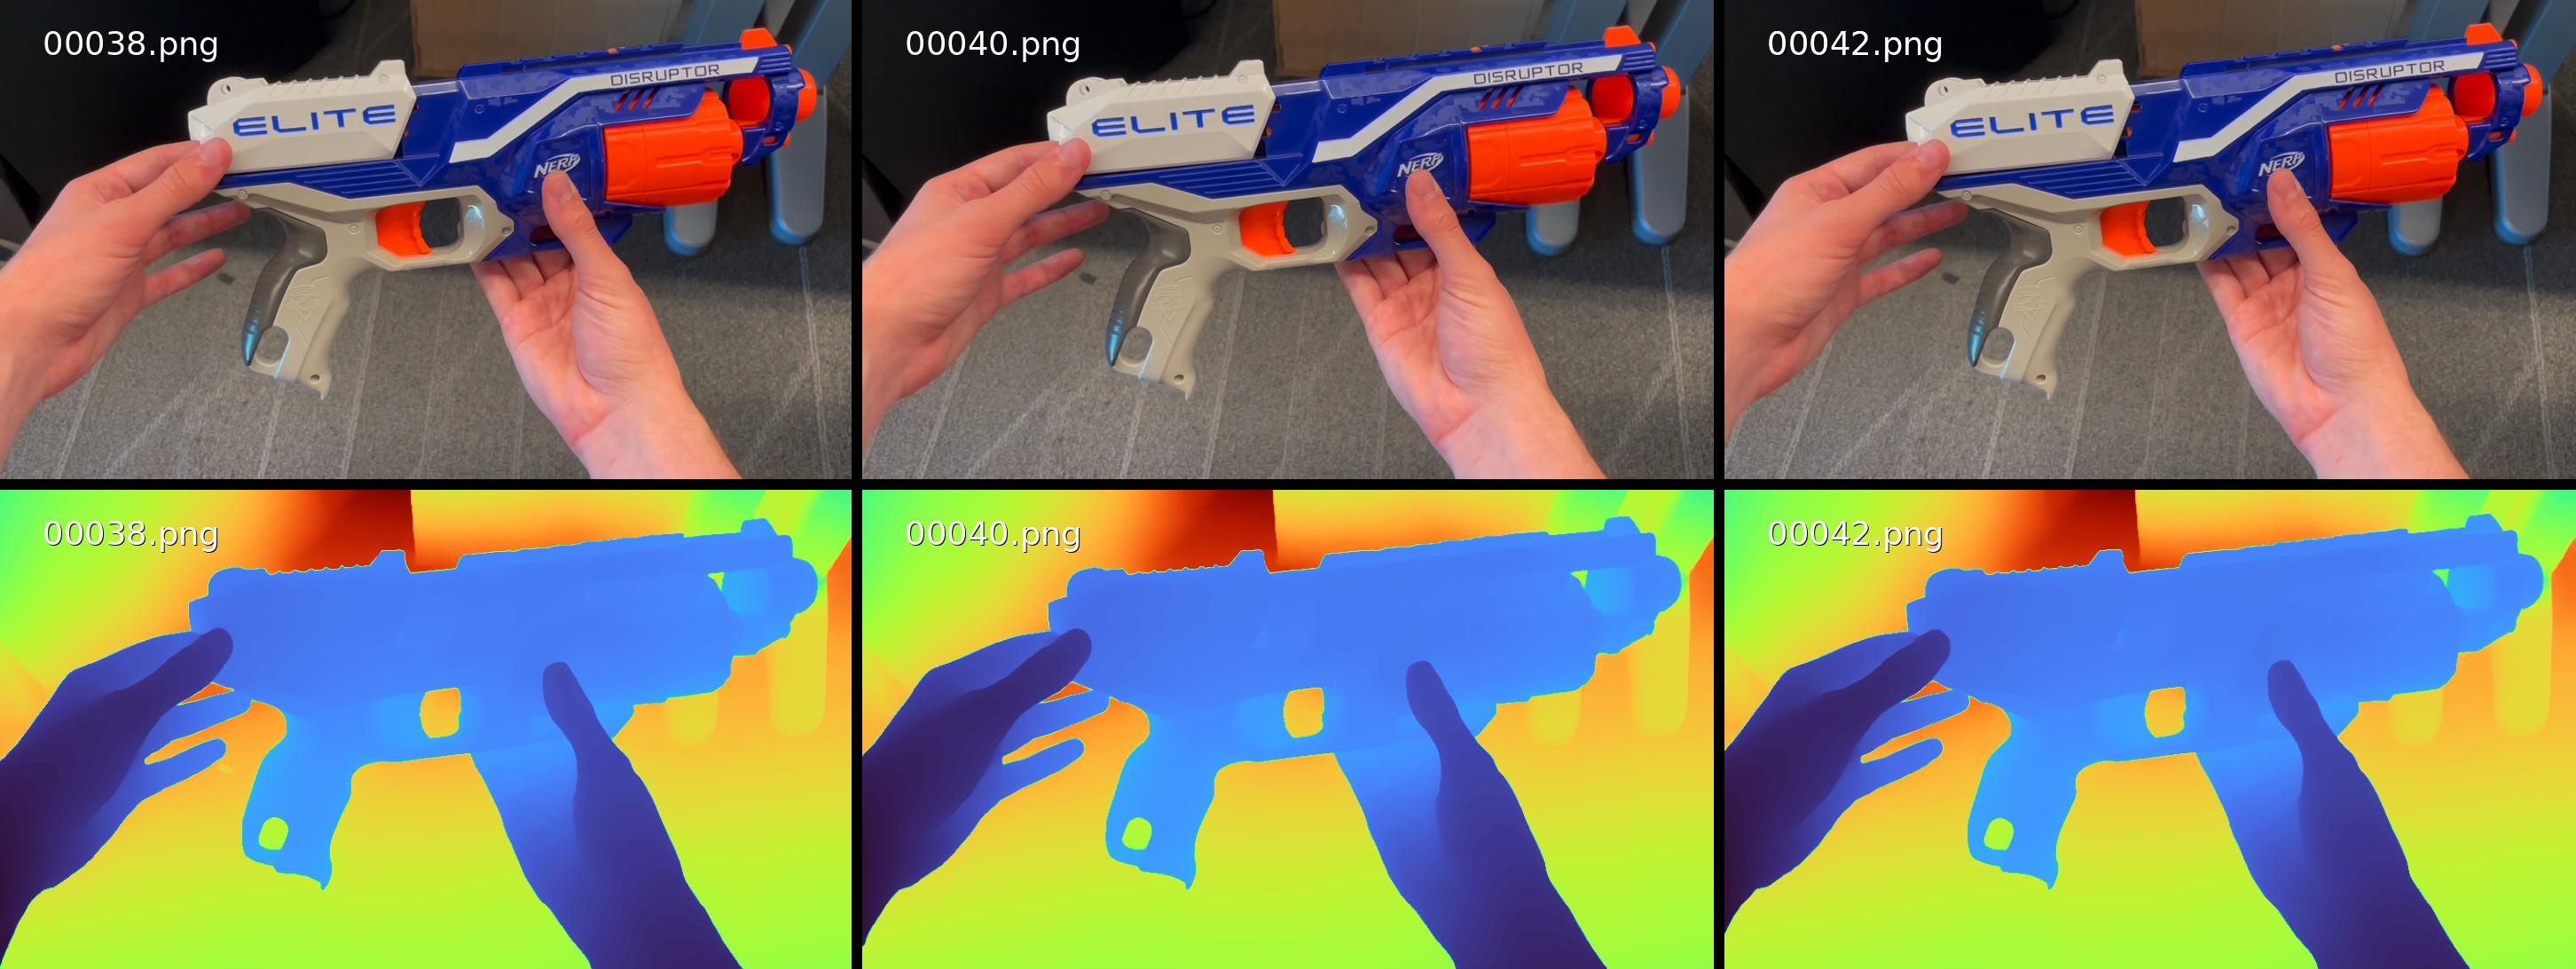 00038.png
00040.png
00042.png
DISRUPTOR
DISRUPTOR
DISRUPTOR
ELITE
ELITE
ELITE
NERF
NERF
NERF
00038.png
00040.png
00042.png